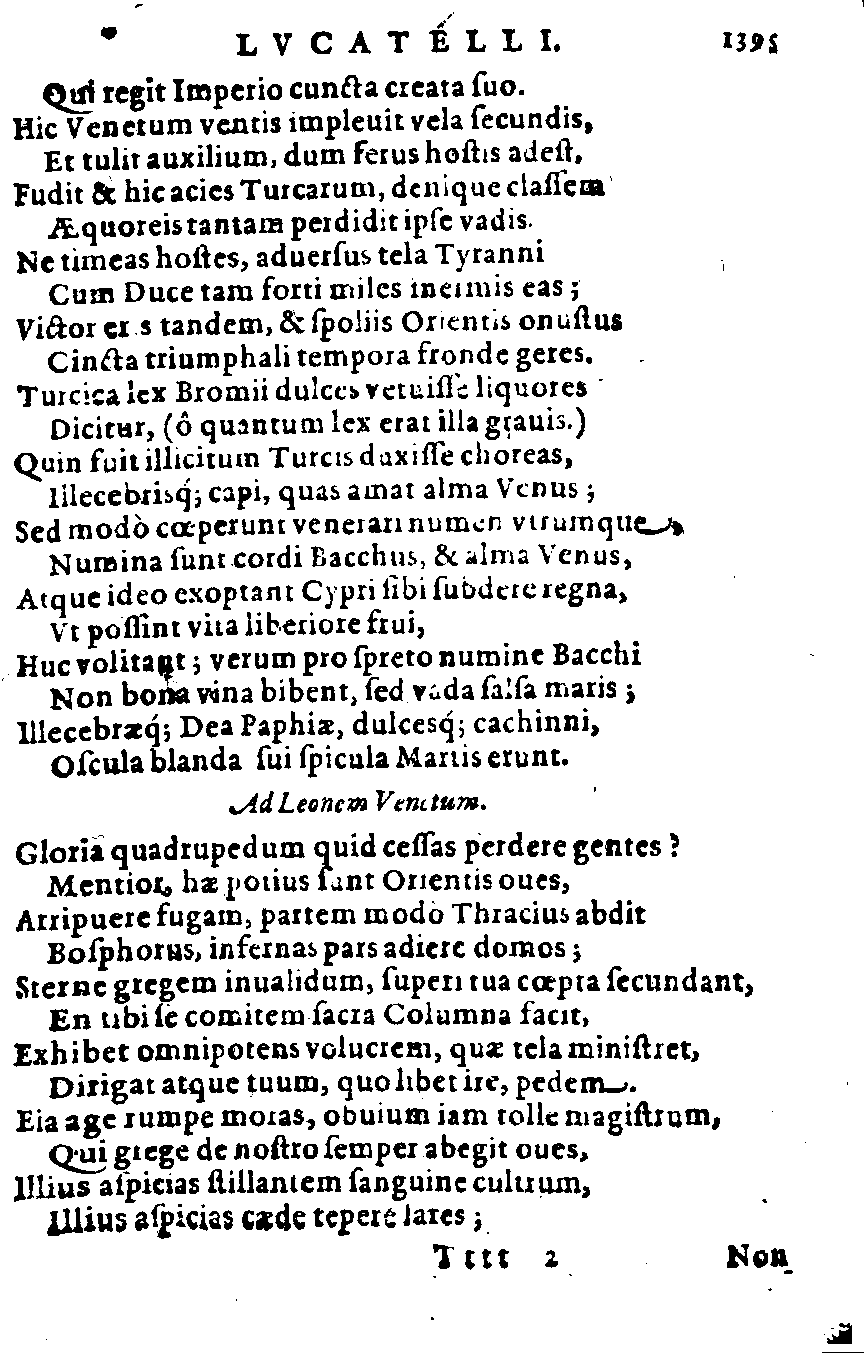 LVCATELLI. 1395
Qui regit Imperio cuncta creata ſuo.
Hic Venetum ventis impleuit vela ſecundis,
Et tulit auxilium, dum ferus hoſtis adeſt,
Fudit & hic acies Turcarum, denique claſſem
Æquoreis tantam perdidit ipſe vadis.
Ne timeas hoſtes, aduerſus tela Tyranni
Cum Duce tam forti miles inermis eas;
Victor eris tandem, & ſpoliis Orientis onuſtus
Cincta triumphali tempora fronde geres.
Turcica lex Bromii dulces vetuiſſe liquores
Dicitur, (ô quantum lex erat illa grauis.)
Quin fuit illicitum Turcis duxiſſe choreas,
Illecebriſq́; capi, quas amat alma Venus;
Sed modò cœperunt venerari numen vtrumque,
Numina ſunt cordi Bacchus, & alma Venus,
Atque ideo exoptant Cypri ſibi ſubdere regna,
Vt poſſint vita liberiore frui,
Huc volitant; verum pro ſpreto numine Bacchi
Non bona vina bibent, ſed vada ſalſa maris;
Illecebræq́; Dea Paphiæ, dulceſq́; cachinni,
Oſcula blanda ſui ſpicula Martis erunt.
Ad Leonem Venetum.
Gloria quadrupedum quid ceſſas perdere gentes?
Mentior, hæ potius ſunt Orientis oues,
Arripuere fugam, partem modò Thracius abdit
Boſphorus, infernas pars adiere domos;
Sterne gregem inualidum, ſuperi tua cœpta ſecundant,
En tibi ſe comitem ſacra Columna facit,
Exhibet omnipotens volucrem, quæ tela miniſtret,
Dirigat atque tuum, quolibet ire, pedem.
Eia age rumpe moras, obuium iam tolle magiſtrum,
Qui grege de noſtro ſemper abegit oues,
Illius aſpicias ſtillantem ſanguine cultrum,
Illius aſpicias cæde tepere lares;
Tttt 2 Non